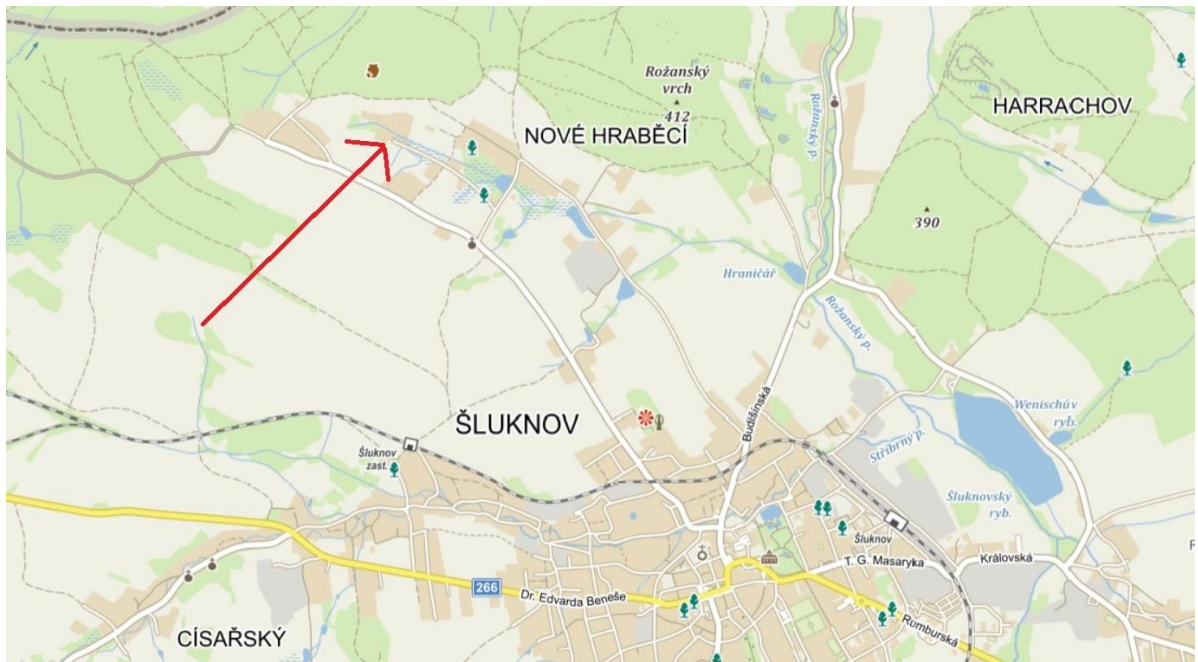 Rožanský
vrch
412
HARRACHOV
NOVÉ HRABĚCÍ
Rožanský p.
390
Hraničář
Rožanský p.
Budišínská
Wenischův
ryb.
ŠLUKNOV
Stříbrný p.
Šluknov
zast.
Šluknovský
ryb.
Šluknov
T. G. Masaryka
Královská
R
266
Dr. Edvarda Beneše
Rumburská
CÍSAŘSKÝ